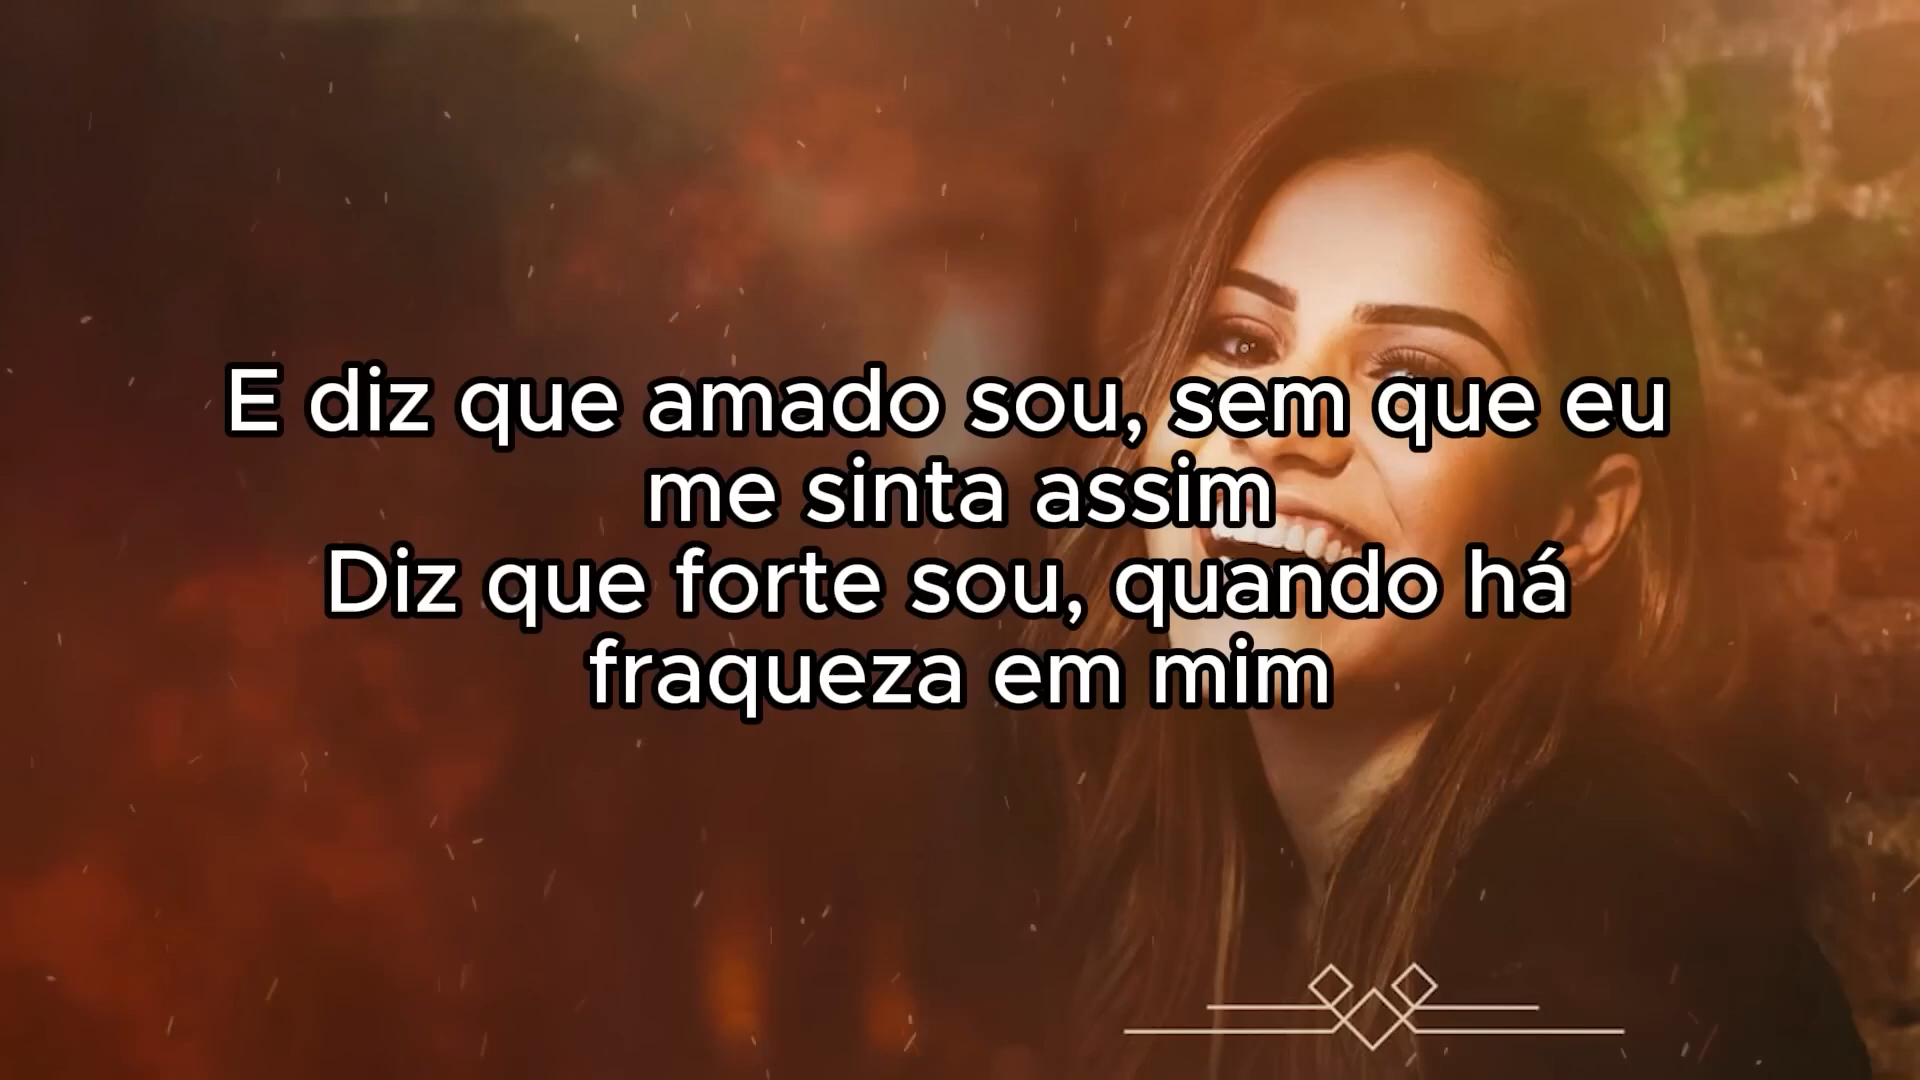 E diz que amado sou, sem que eu
me sinta assim
Diz que forte sou, quando há
fraqueza em mim